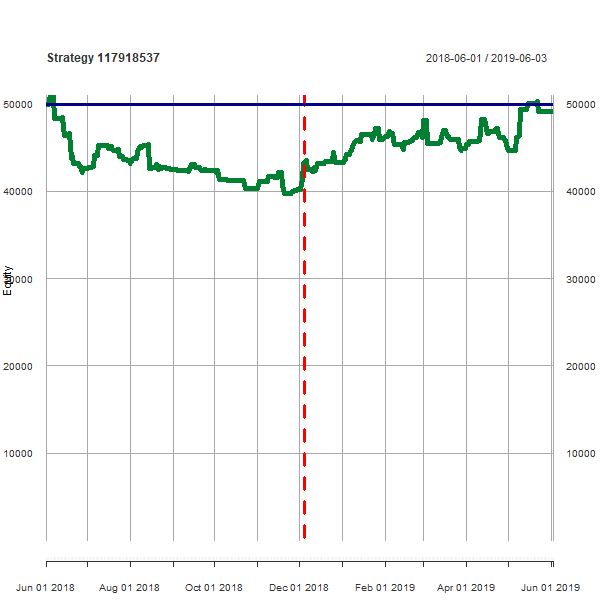 Strategy 117918537 2018-06-01 / 2019-06-03
50000 50000
40000 40000
30000 30000
Equity
20000 20000
10000 10000
Jun 01 2018 Aug 01 2018 Oct 01 2018 Dec 01 2018 Feb 01 2019 Apr 01 2019 Jun 01 2019